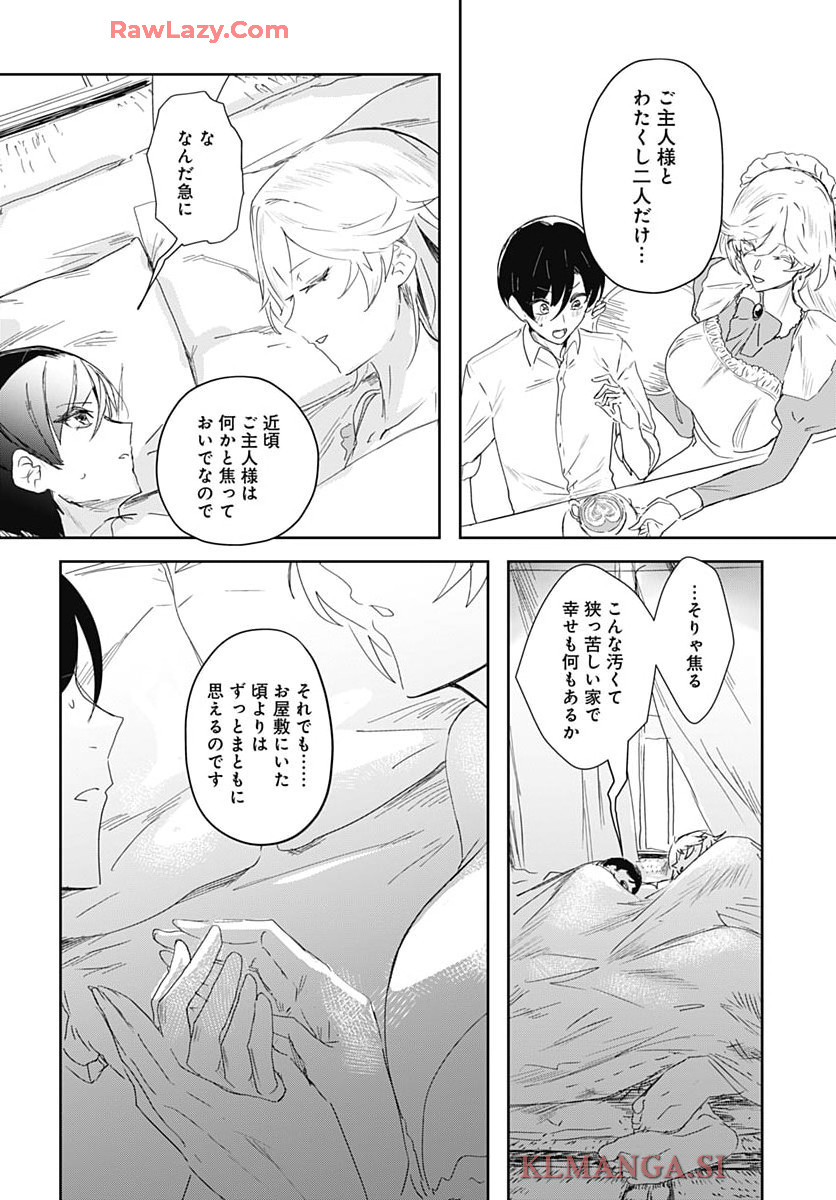 RawLazy.Com
ご主人様と
わたくし二人だけ…
な
なんだ急に
近頃
ご主人様は
何かと焦って
おいでなので
…そりゃ焦る
こんな汚くて
狭っ苦しい家で
幸せも何もあるか
それでも……
お屋敷にいた
頃よりは
ずっとまともに
思えるのです
KLMANGA.SI